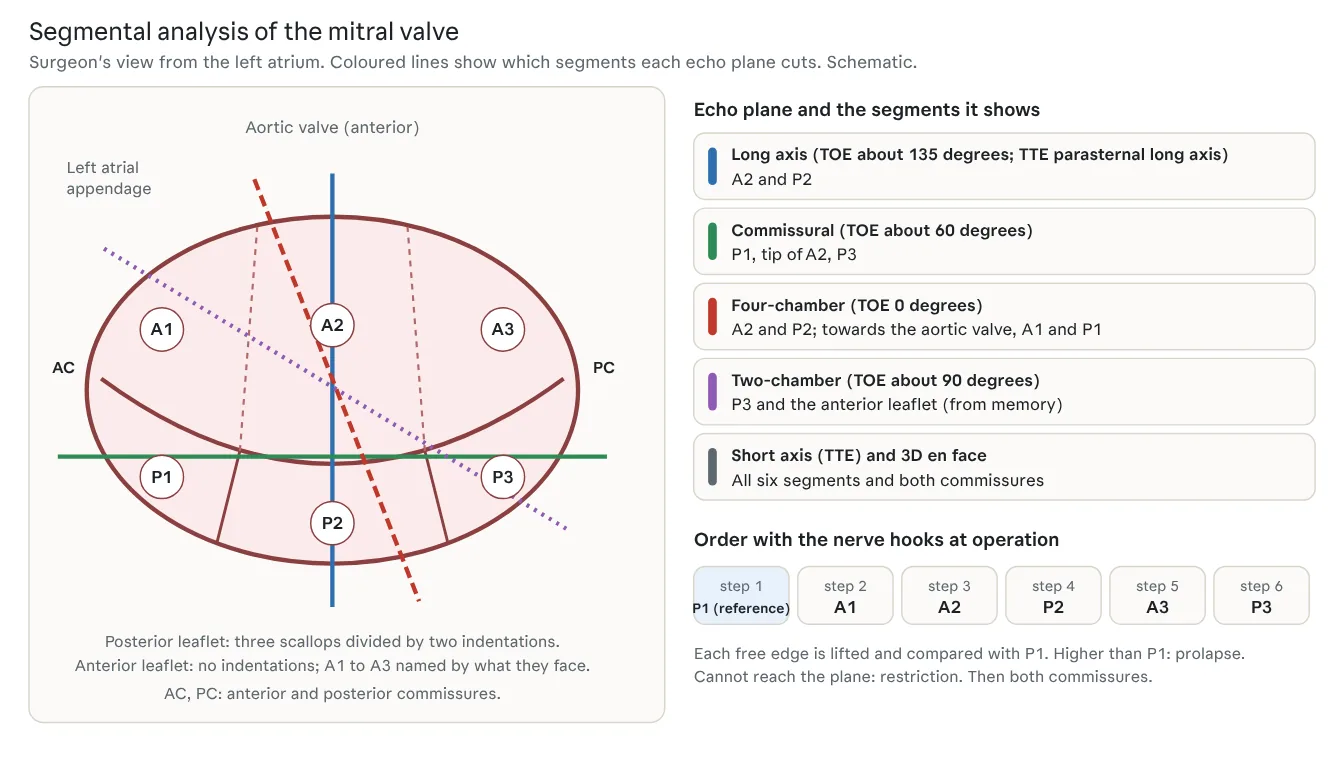 Segmental analysis of the mitral valve
Surgeon's view from the left atrium. Coloured lines show which segments each echo plane cuts. Schematic.
Aortic valve (anterior)
Left atrial
appendage
A1
A2
A3
AC
PC
P1
P3
P2
Posterior leaflet: three scallops divided by two indentations.
Anterior leaflet: no indentations; A1 to A3 named by what they face.
AC, PC: anterior and posterior commissures.
Echo plane and the segments it shows
Long axis (TOE about 135 degrees; TTE parasternal long axis)
A2 and P2
Commissural (TOE about 60 degrees)
P1, tip of A2, P3
Four-chamber (TOE 0 degrees)
A2 and P2; towards the aortic valve, A1 and P1
Two-chamber (TOE about 90 degrees)
P3 and the anterior leaflet (from memory)
Short axis (TTE) and 3D en face
All six segments and both commissures
Order with the nerve hooks at operation
step 1
P1 (reference)
step 2
A1
step 3
A2
step 4
P2
step 5
A3
step 6
P3
Each free edge is lifted and compared with P1. Higher than P1: prolapse.
Cannot reach the plane: restriction. Then both commissures.